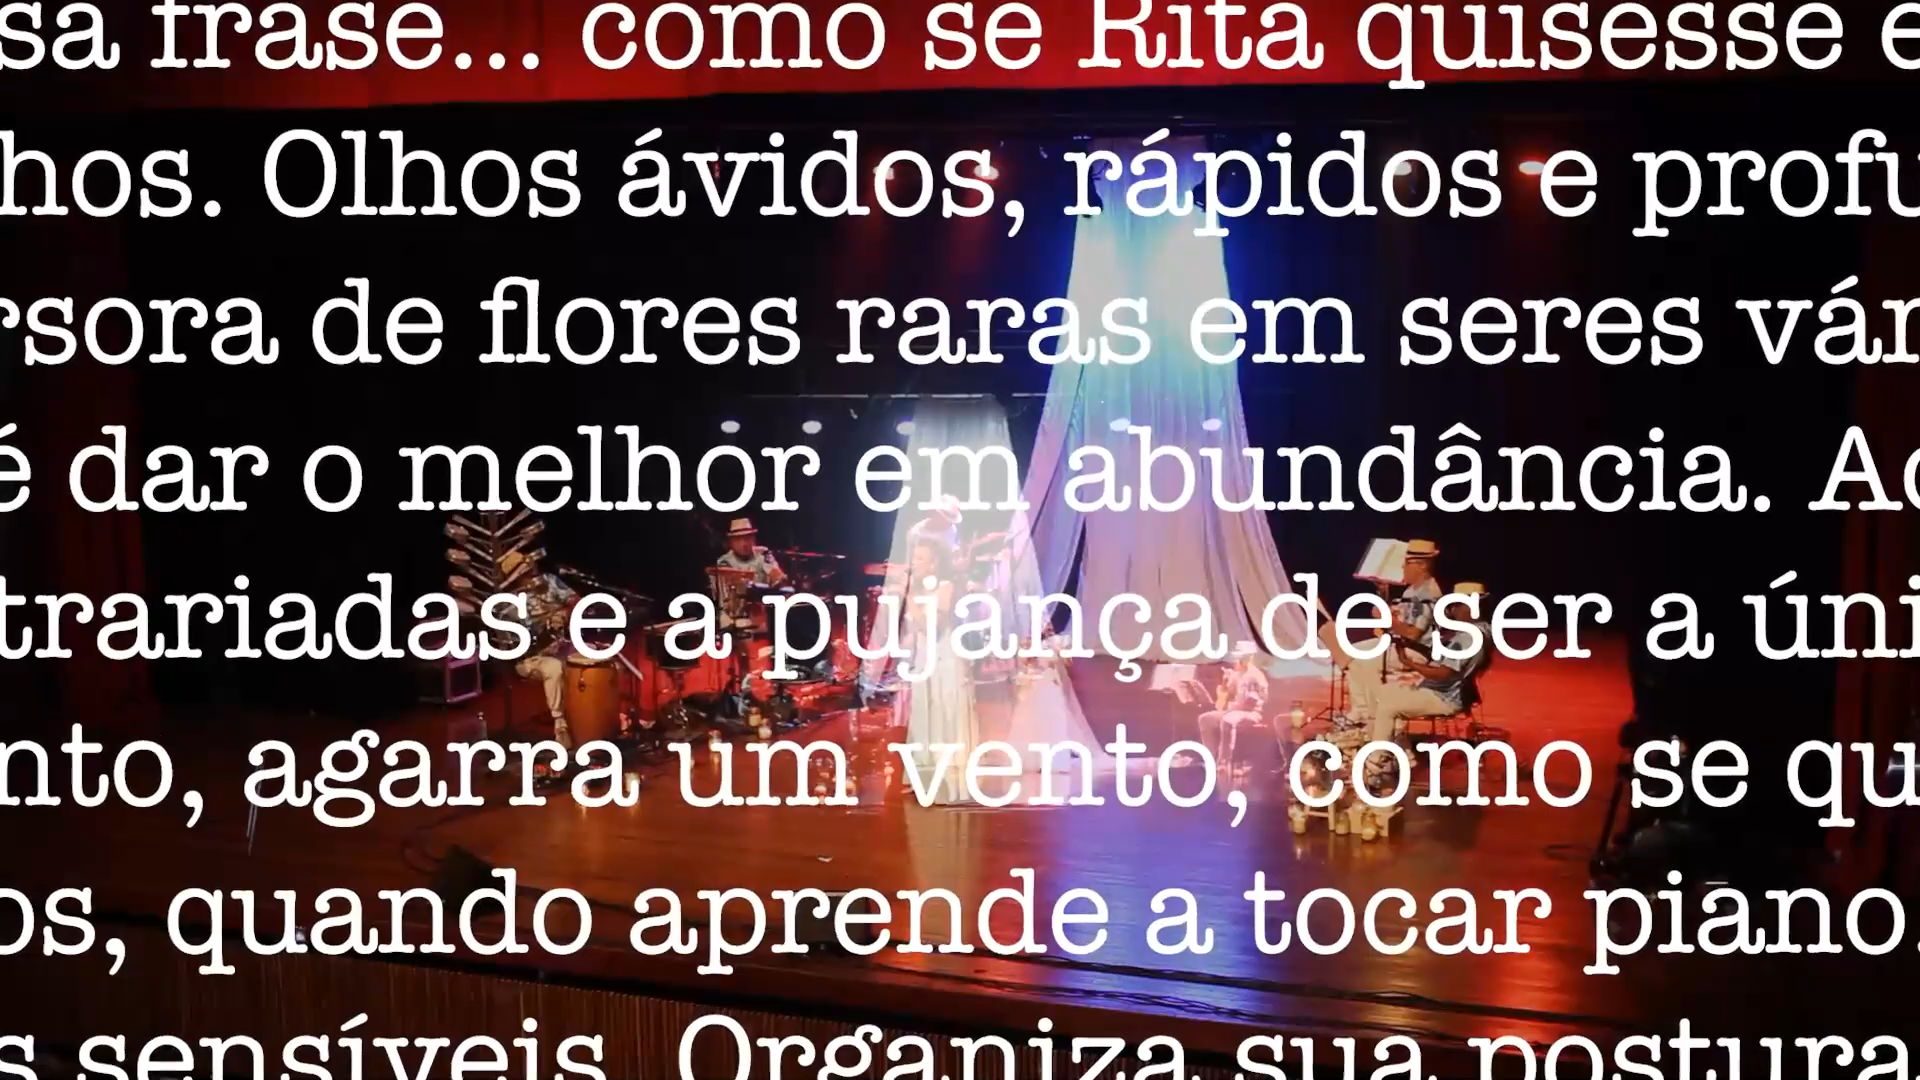 sa frase... como se Rita quisesse e
hos. Olhos ávidos, rápidos e profu
rsora de flores raras em seres vár
é dar o melhor em abundância. Ac
trariadas e a pujança de ser a úni
nto, agarra um vento, como se qu
os, quando aprende a tocar piano.
s sensíveis. Organiza sua postura